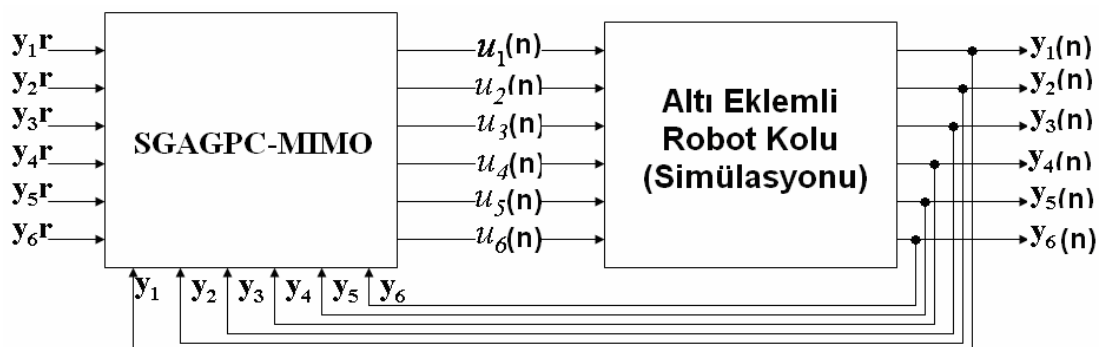 y₁r u₁(n) y₁(n)
y₂r u₂(n) y₂(n)
y₃r u₃(n) y₃(n)
y₄r u₄(n) y₄(n)
y₅r u₅(n) y₅(n)
y₆r u₆(n) y₆(n)
SGAGPC-MIMO
Altı Eklemli
Robot Kolu
(Simülasyonu)
y₁ y₂ y₃ y₄ y₅ y₆